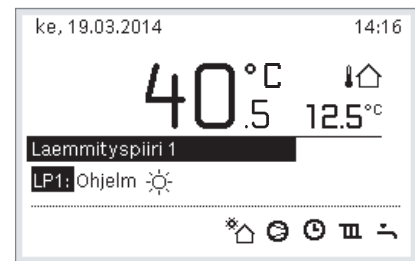 ke, 19.03.2014 14:16
40.5 °C
12.5°C
Laemmityspiiri 1
LP1: Ohjelm